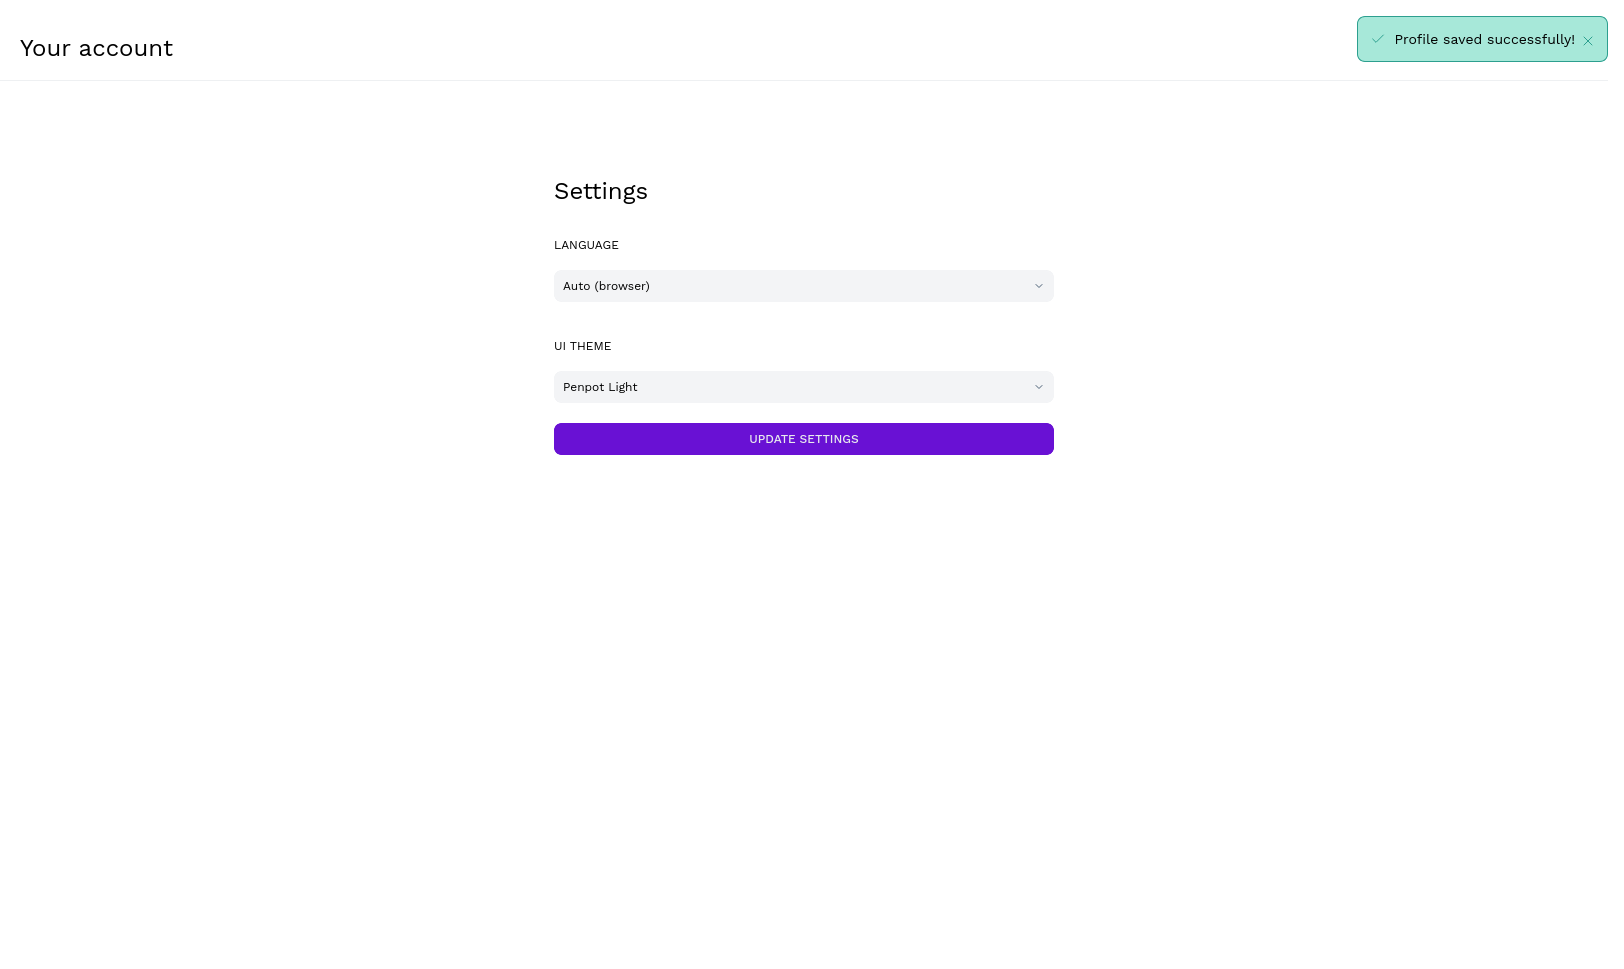 Your account
Profile saved successfully!
Settings
LANGUAGE
Auto (browser)
UI THEME
Penpot Light
UPDATE SETTINGS